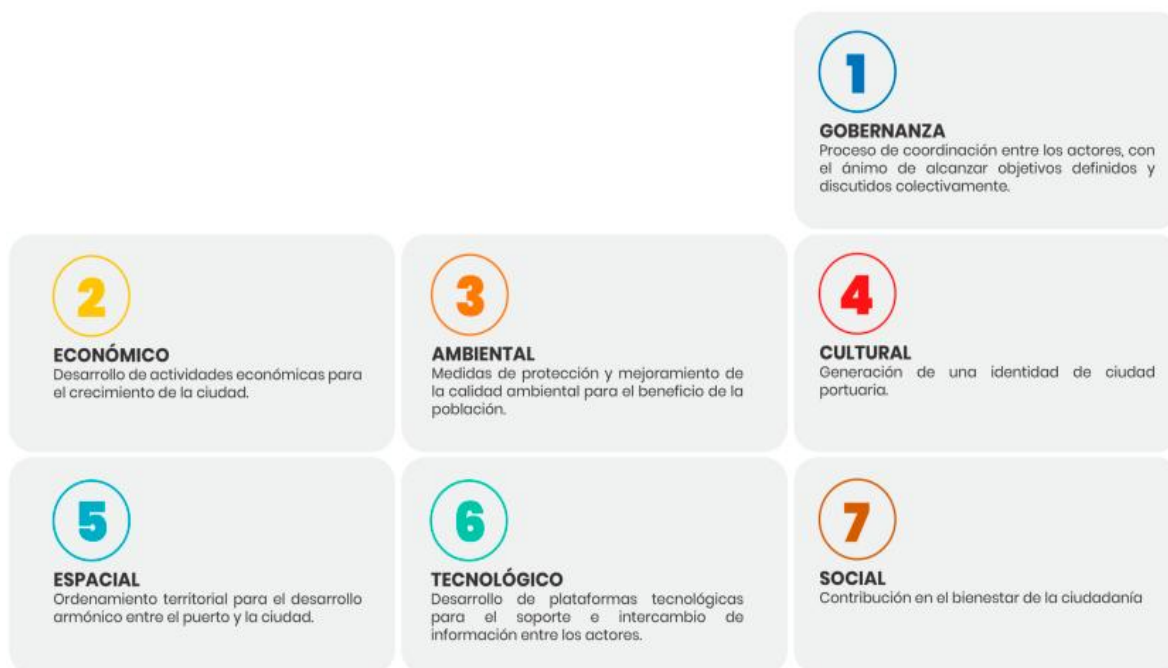 1
GOBERNANZA
Proceso de coordinación entre los actores, con
el ánimo de alcanzar objetivos definidos y
discutidos colectivamente.
2
ECONÓMICO
Desarrollo de actividades económicas para
el crecimiento de la ciudad.
3
AMBIENTAL
Medidas de protección y mejoramiento de
la calidad ambiental para el beneficio de la
población.
4
CULTURAL
Generación de una identidad de ciudad
portuaria.
5
ESPACIAL
Ordenamiento territorial para el desarrollo
armónico entre el puerto y la ciudad.
6
TECNOLÓGICO
Desarrollo de plataformas tecnológicas
para el soporte e intercambio de
información entre los actores.
7
SOCIAL
Contribución en el bienestar de la ciudadanía